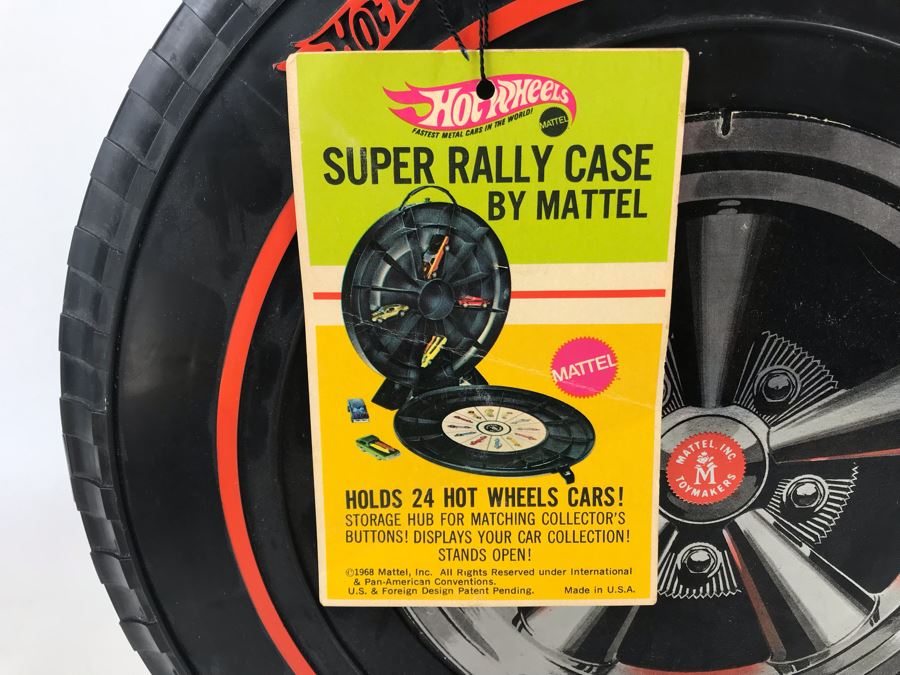 HOT
HOT WHEELS
FASTEST METAL CARS IN THE WORLD!
MATTEL
SUPER RALLY CASE
BY MATTEL
MATTEL
HOLDS 24 HOT WHEELS CARS!
STORAGE HUB FOR MATCHING COLLECTOR'S
BUTTONS! DISPLAYS YOUR CAR COLLECTION!
STANDS OPEN!
©1968 Mattel, Inc. All Rights Reserved under International
& Pan-American Conventions.
U.S. & Foreign Design Patent Pending. Made in U.S.A.
MATTEL, INC.
M
TOYMAKERS